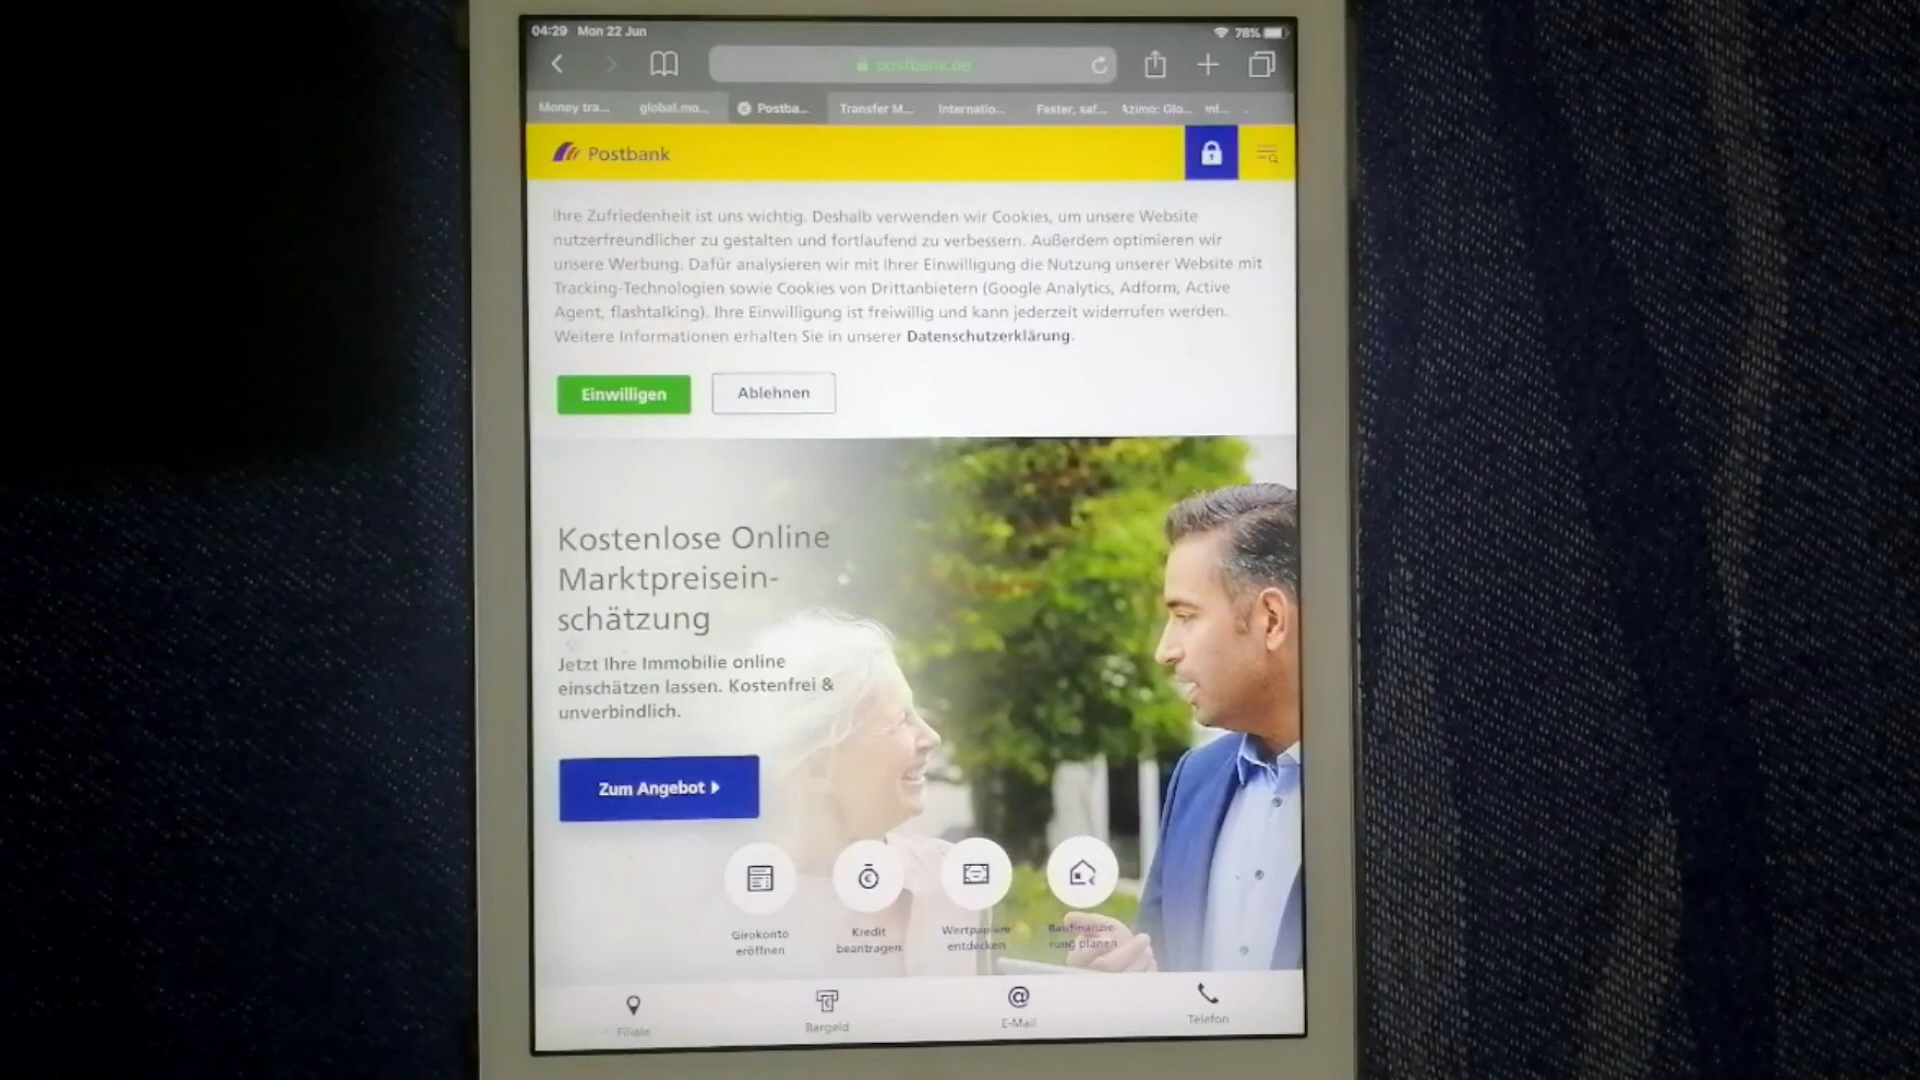 04:29 Mon 22 Jun
78%
postbank.de
Money tra...
global.mo...
Postba...
Transfer M...
Internatio...
Faster, saf...
Azimo: Glo...
Postbank
Ihre Zufriedenheit ist uns wichtig. Deshalb verwenden wir Cookies, um unsere Website
nutzerfreundlicher zu gestalten und fortlaufend zu verbessern. Außerdem optimieren wir
unsere Werbung. Dafür analysieren wir mit Ihrer Einwilligung die Nutzung unserer Website mit
Tracking-Technologien sowie Cookies von Drittanbietern (Google Analytics, Adform, Active
Agent, flashtalking). Ihre Einwilligung ist freiwillig und kann jederzeit widerrufen werden.
Weitere Informationen erhalten Sie in unserer Datenschutzerklärung.
Einwilligen
Ablehnen
Kostenlose Online
Marktpreisein-
schätzung
Jetzt Ihre Immobilie online
einschätzen lassen. Kostenfrei &
unverbindlich.
Zum Angebot
Girokonto
eröffnen
Kredit
beantragen
Wertpapiere
entdecken
Baufinanzie-
rung planen
Filiale
Bargeld
E-Mail
Telefon